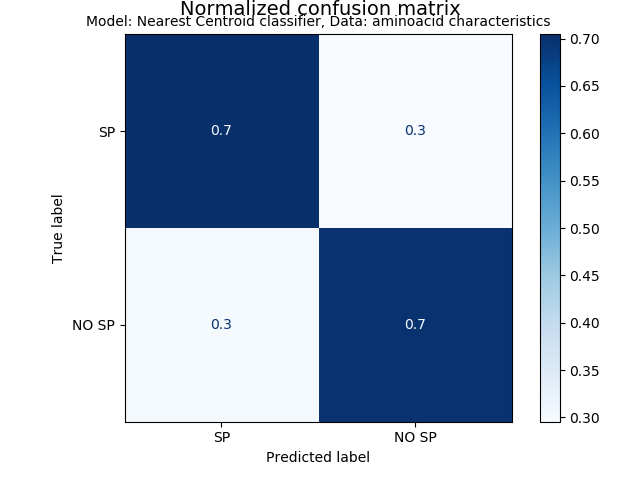 Normalized confusion matrix
Model: Nearest Centroid classifier, Data: aminoacid characteristics
True label
SP
NO SP
0.7
0.3
0.3
0.7
SP
NO SP
Predicted label
0.70
0.65
0.60
0.55
0.50
0.45
0.40
0.35
0.30